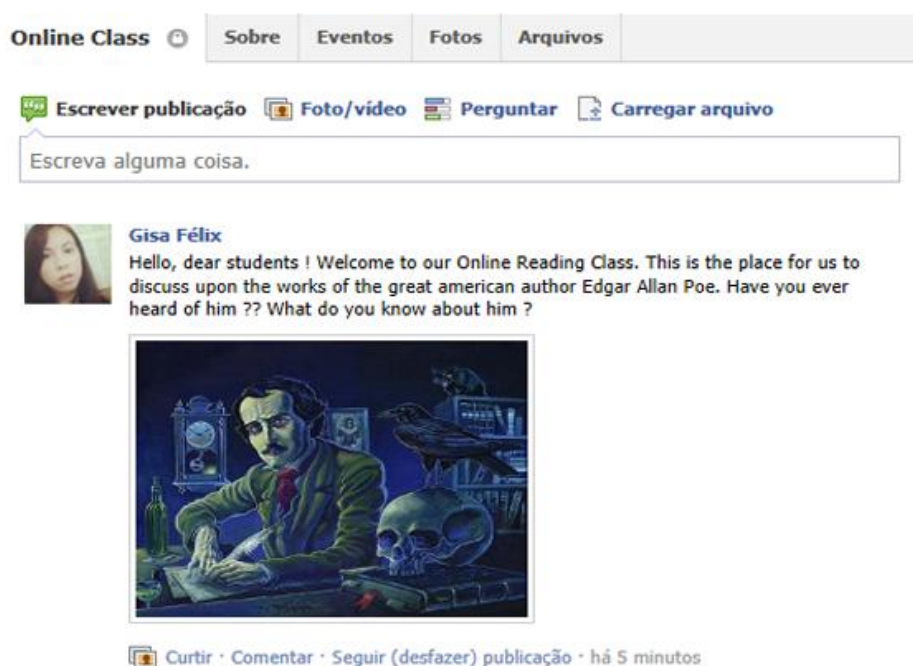 Online Class Sobre Eventos Fotos Arquivos
Escrever publicação Foto/vídeo Perguntar Carregar arquivo
Escreva alguma coisa.
Gisa Félix
Hello, dear students ! Welcome to our Online Reading Class. This is the place for us to
discuss upon the works of the great american author Edgar Allan Poe. Have you ever
heard of him ?? What do you know about him ?
Curtir · Comentar · Seguir (desfazer) publicação · há 5 minutos